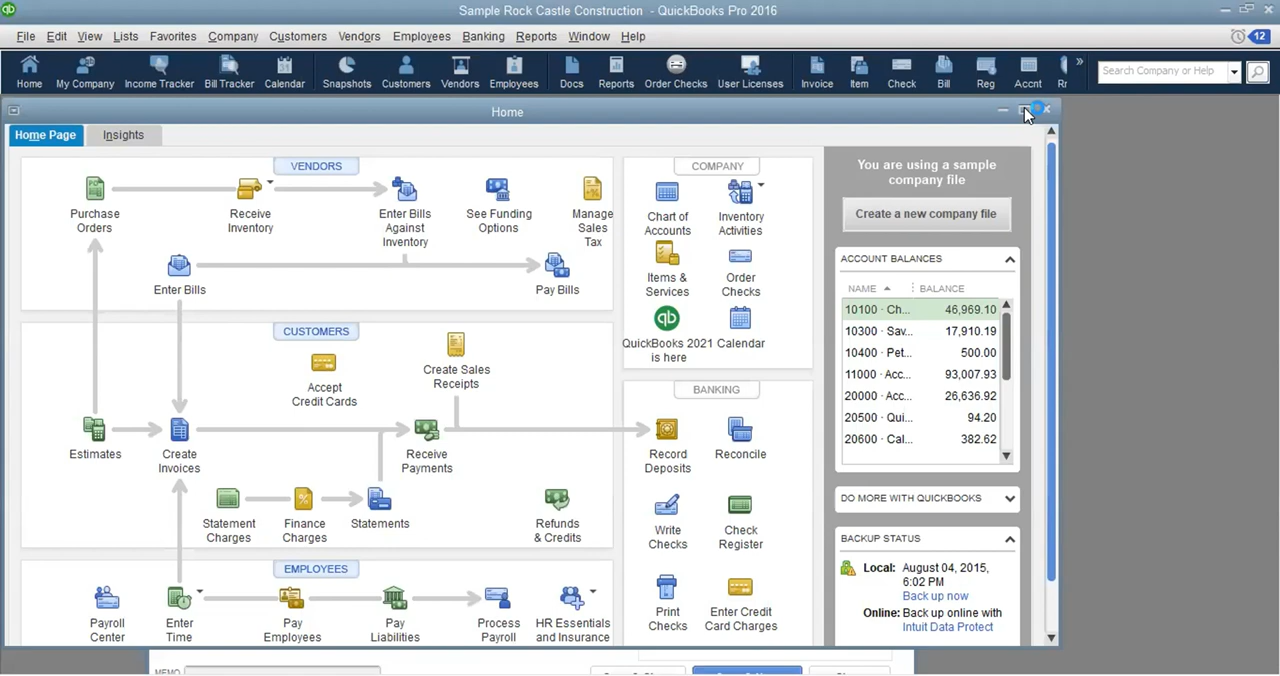 Sample Rock Castle Construction - QuickBooks Pro 2016
File Edit View Lists Favorites Company Customers Vendors Employees Banking Reports Window Help
12
Home My Company Income Tracker Bill Tracker Calendar Snapshots Customers Vendors Employees Docs Reports Order Checks User Licenses Invoice Item Check Bill Reg Accnt
Search Company or Help
Home
Home Page Insights
VENDORS
Purchase
Orders
Receive
Inventory
Enter Bills
Against
Inventory
See Funding
Options
Manage
Sales
Tax
Enter Bills
Pay Bills
CUSTOMERS
Accept
Credit Cards
Create Sales
Receipts
Estimates
Create
Invoices
Receive
Payments
Statement
Charges
Finance
Charges
Statements
Refunds
& Credits
EMPLOYEES
Payroll
Center
Enter
Time
Pay
Employees
Pay
Liabilities
Process
Payroll
HR Essentials
and Insurance
COMPANY
Chart of
Accounts
Inventory
Activities
Items &
Services
Order
Checks
QuickBooks 2021
is here
Calendar
BANKING
Record
Deposits
Reconcile
Write
Checks
Check
Register
Print
Checks
Enter Credit
Card Charges
You are using a sample
company file
Create a new company file
ACCOUNT BALANCES
NAME BALANCE
10100 · Ch... 46,969.10
10300 · Sav... 17,910.19
10400 · Pet... 500.00
11000 · Acc... 93,007.93
20000 · Acc... 26,636.92
20500 · Qui... 94.20
20600 · Cal... 382.62
DO MORE WITH QUICKBOOKS
BACKUP STATUS
Local: August 04, 2015,
6:02 PM
Back up now
Online: Back up online with
Intuit Data Protect
MEMO